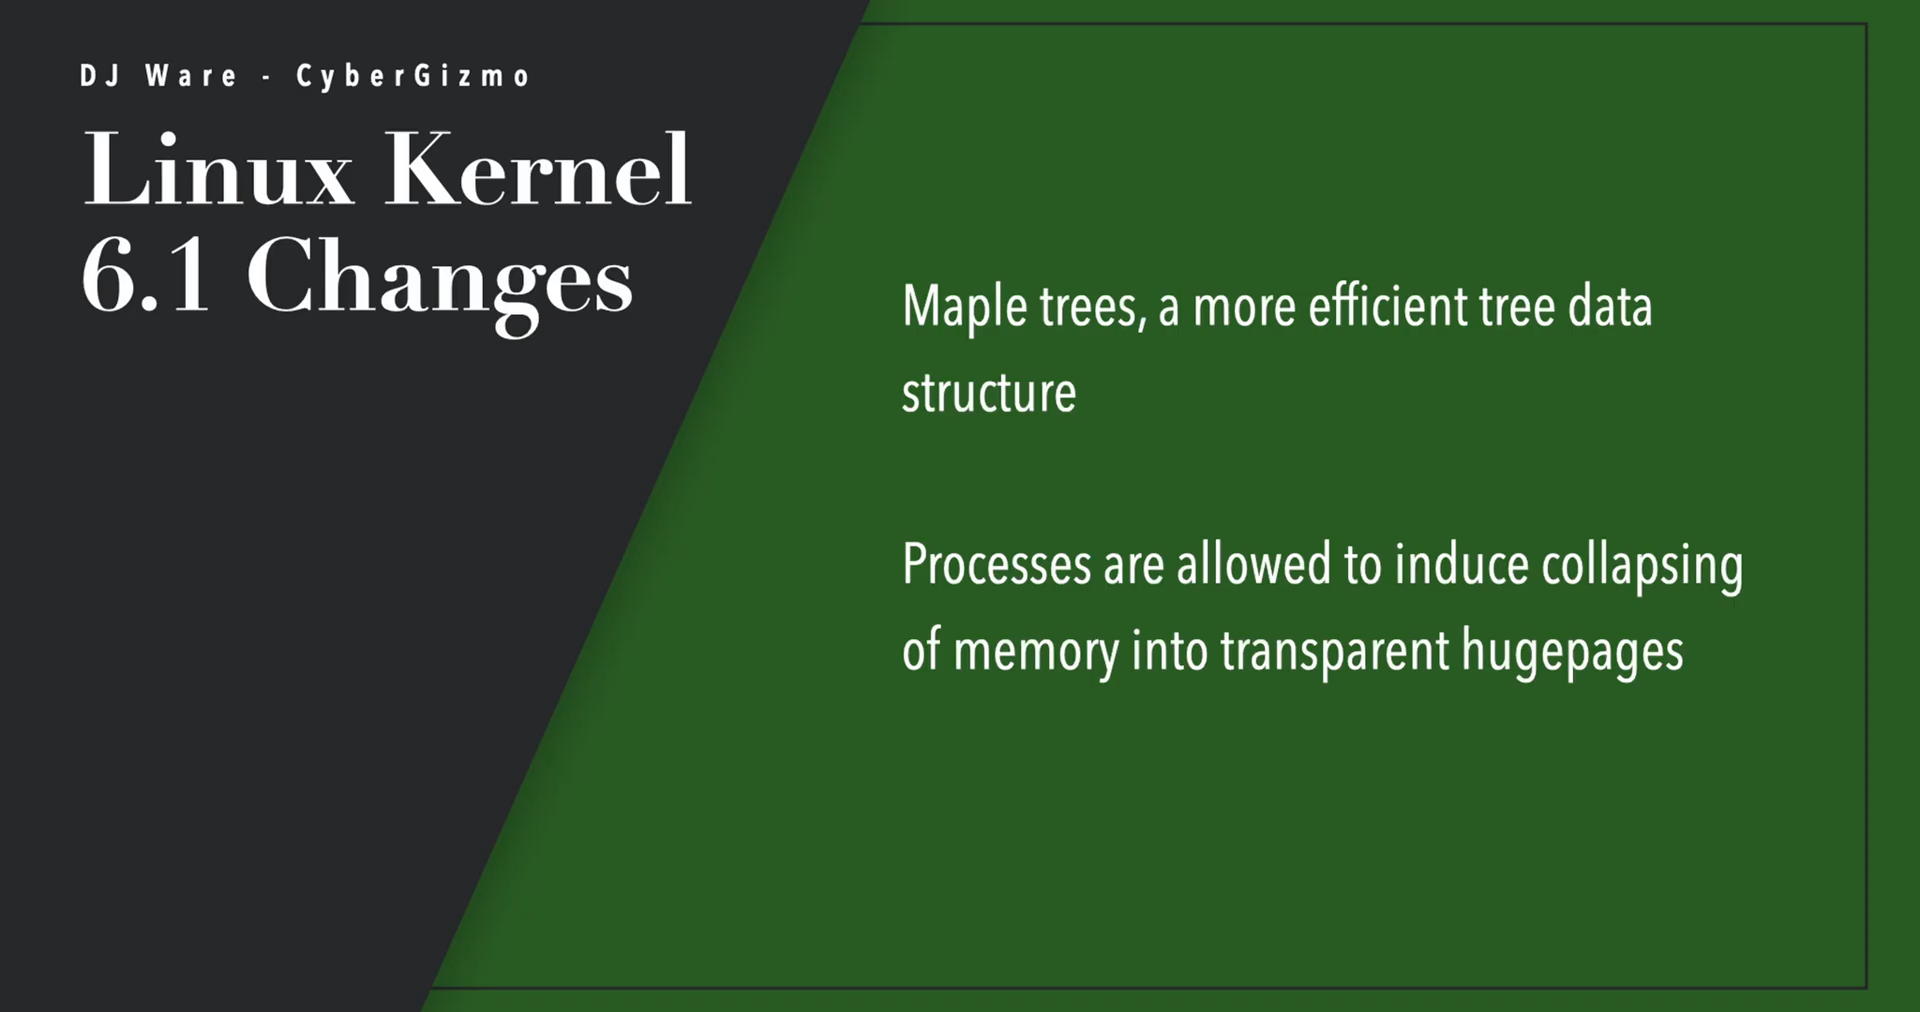 DJ Ware - CyberGizmo
Linux Kernel
6.1 Changes
Maple trees, a more efficient tree data
structure
Processes are allowed to induce collapsing
of memory into transparent hugepages